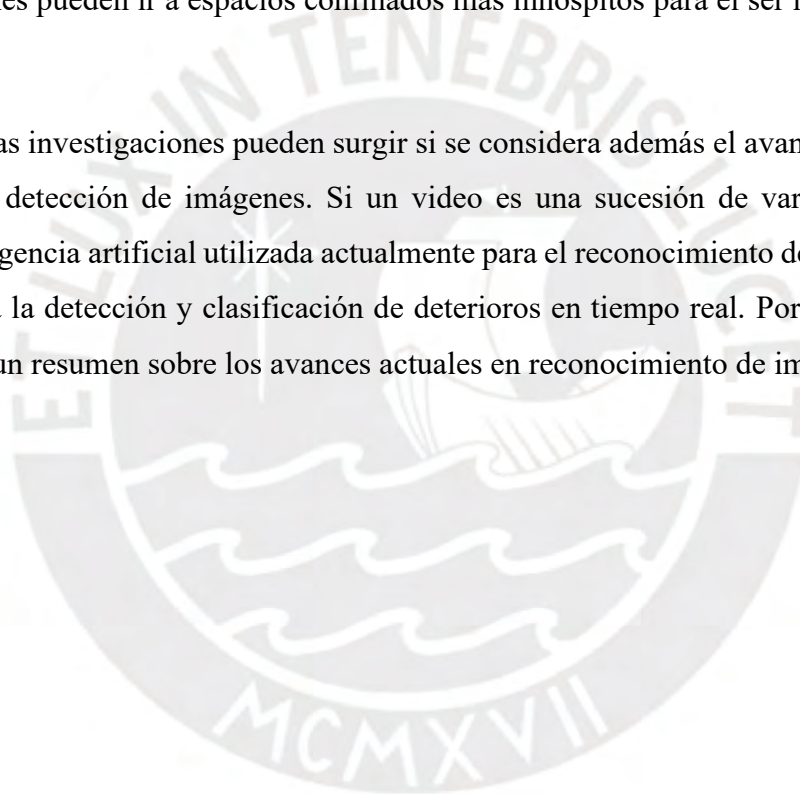 es pueden ir a espacios confinados más inhóspitos para el ser
as investigaciones pueden surgir si se considera además el avan
detección de imágenes. Si un video es una sucesión de var
gencia artificial utilizada actualmente para el reconocimiento de
a la detección y clasificación de deterioros en tiempo real. Por
un resumen sobre los avances actuales en reconocimiento de im
ET LUX IN TENEBRIS LUCET
MCMXVII